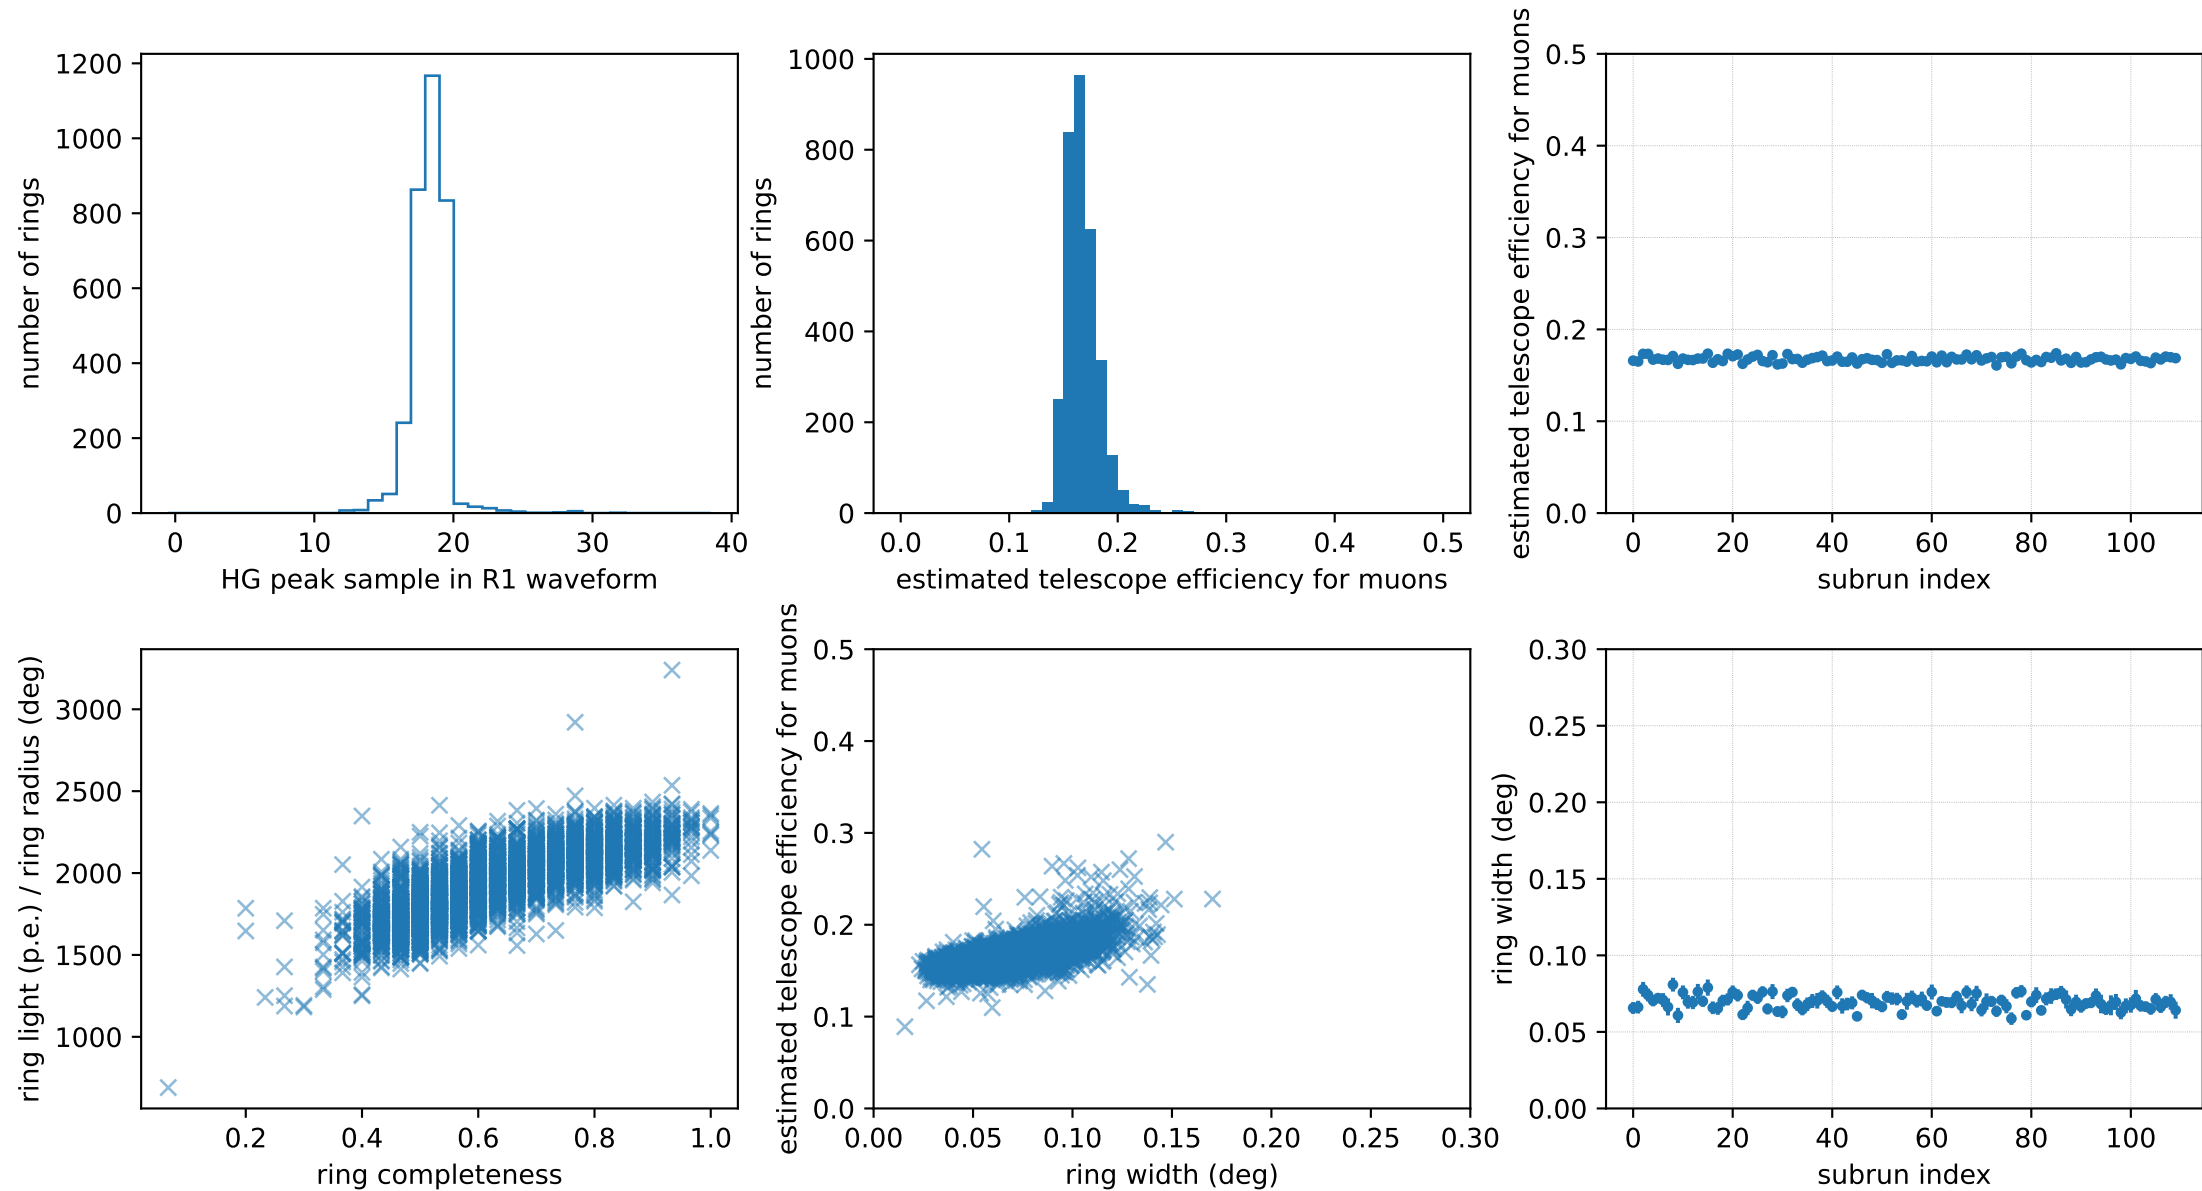 1200
1000
800
600
400
200
0
number of rings
0 10 20 30 40
HG peak sample in R1 waveform
1000
800
600
400
200
0
number of rings
0.0 0.1 0.2 0.3 0.4 0.5
estimated telescope efficiency for muons
0.5
0.4
0.3
0.2
0.1
0.0
estimated telescope efficiency for muons
0 20 40 60 80 100
subrun index
3000
2500
2000
1500
1000
ring light (p.e.) / ring radius (deg)
0.2 0.4 0.6 0.8 1.0
ring completeness
0.5
0.4
0.3
0.2
0.1
0.0
estimated telescope efficiency for muons
0.00 0.05 0.10 0.15 0.20 0.25 0.30
ring width (deg)
0.30
0.25
0.20
0.15
0.10
0.05
0.00
ring width (deg)
0 20 40 60 80 100
subrun index